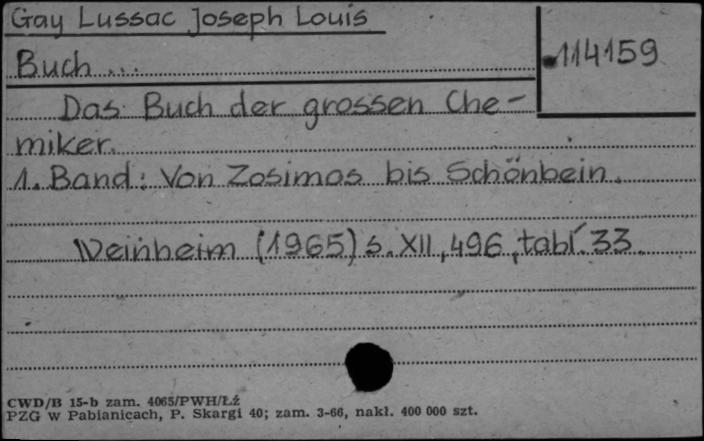 Gay Lussac Joseph Louis
Buch ...
114159
Das Buch der grossen Che-
miker.
1. Band: Von Zosimos bis Schönbein.
Weinheim (1965) s. XII, 496, tabl. 33.
CWD/B 15-b zam. 4065/PWH/Łź
PZG w Pabianicach, P. Skargi 40; zam. 3-66, nakł. 400 000 szt.